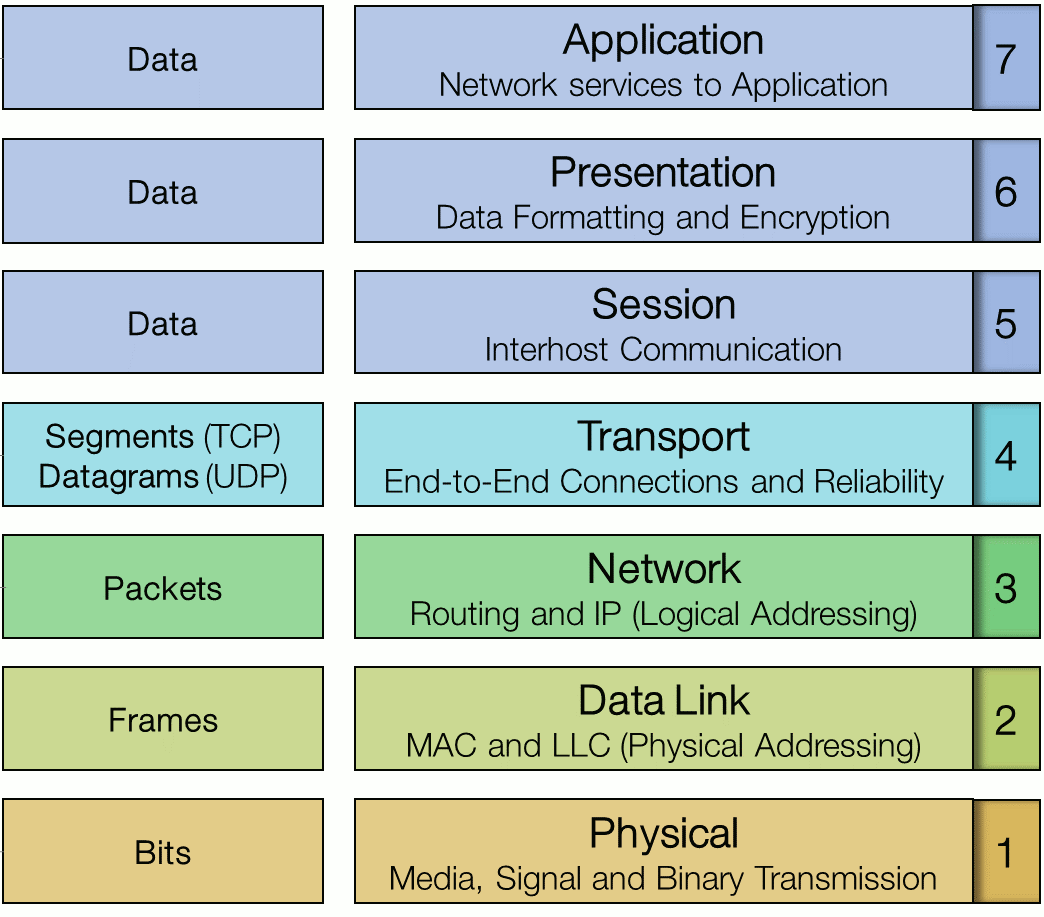 Data
Application
Network services to Application
7
Data
Presentation
Data Formatting and Encryption
6
Data
Session
Interhost Communication
5
Segments (TCP)
Datagrams (UDP)
Transport
End-to-End Connections and Reliability
4
Packets
Network
Routing and IP (Logical Addressing)
3
Frames
Data Link
MAC and LLC (Physical Addressing)
2
Bits
Physical
Media, Signal and Binary Transmission
1